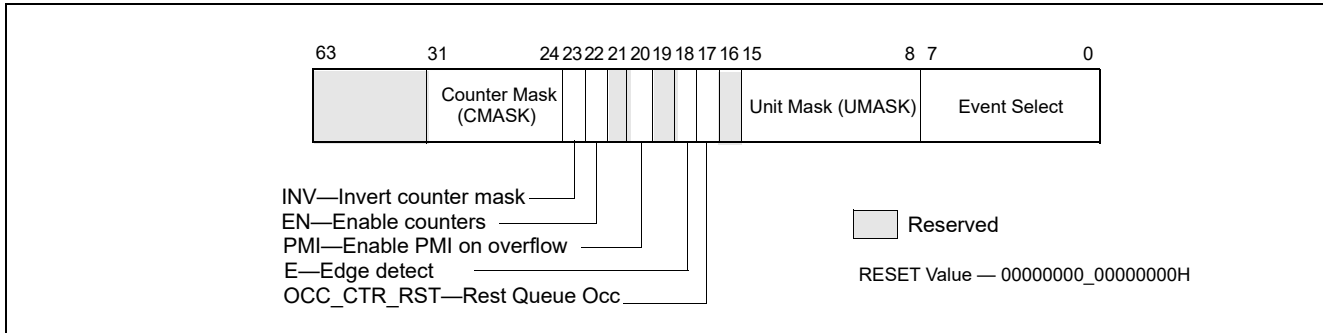 63 31 24 23 22 21 20 19 18 17 16 15 8 7 0
Counter Mask
(CMASK)
Unit Mask (UMASK)
Event Select
INV—Invert counter mask
EN—Enable counters
PMI—Enable PMI on overflow
E—Edge detect
OCC_CTR_RST—Rest Queue Occ
Reserved
RESET Value — 00000000_00000000H